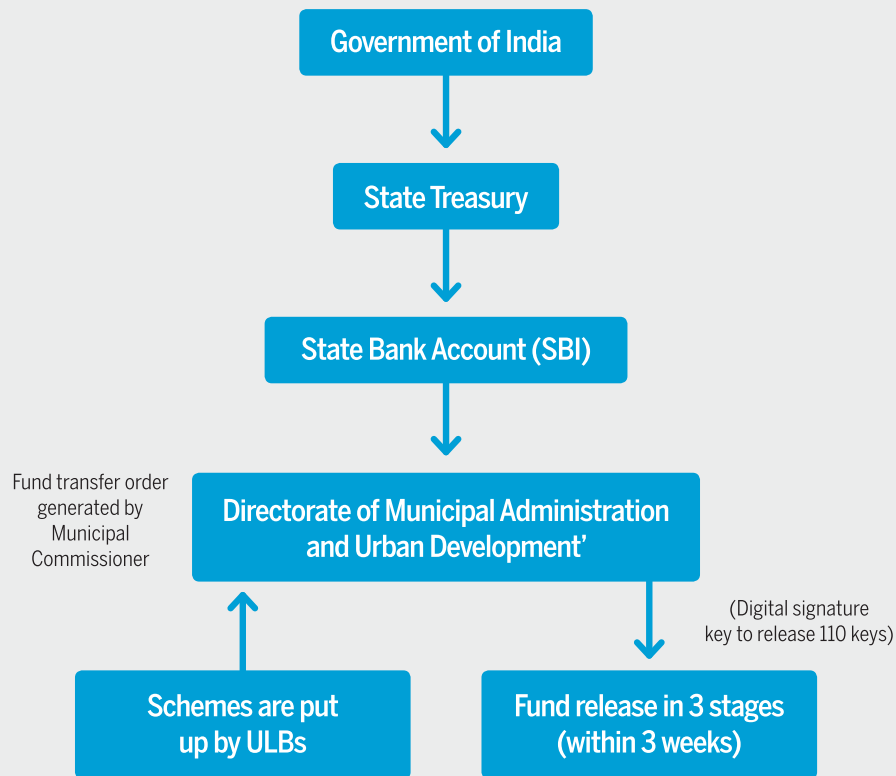 Government of India
State Treasury
State Bank Account (SBI)
Fund transfer order
generated by
Municipal
Commissioner
Directorate of Municipal Administration
and Urban Development’
(Digital signature
key to release 110 keys)
Schemes are put
up by ULBs
Fund release in 3 stages
(within 3 weeks)